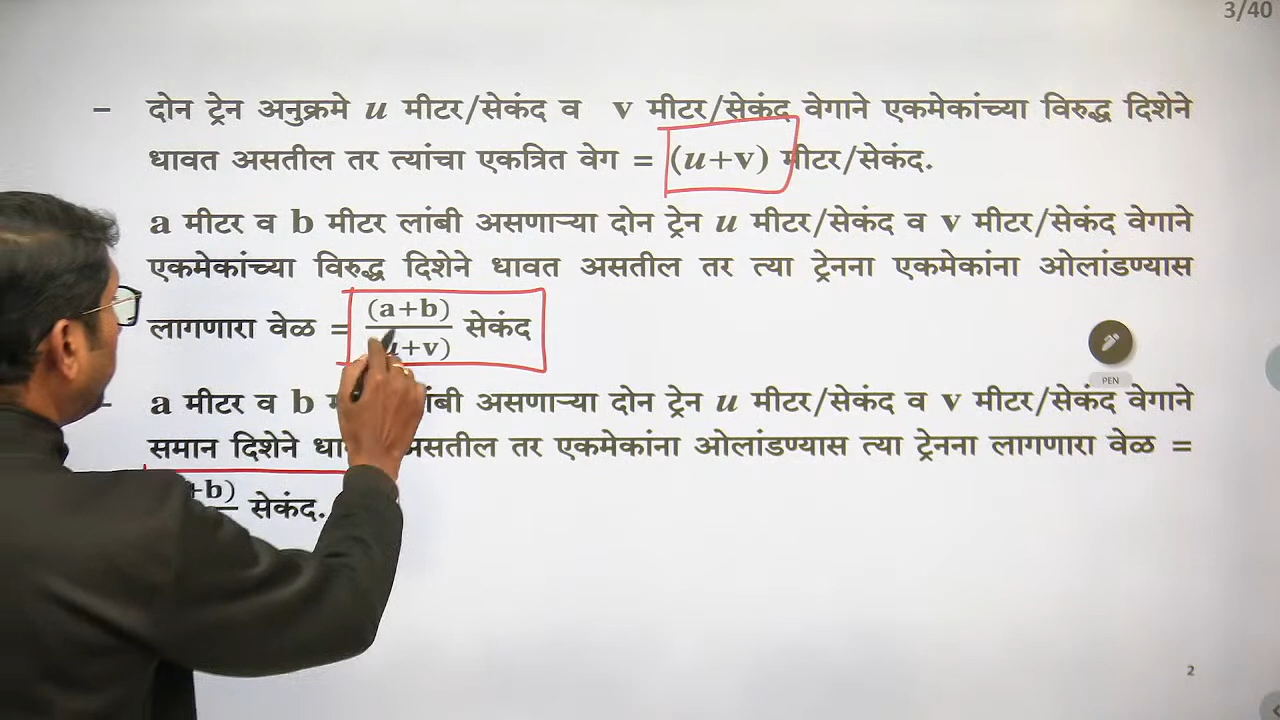 3/40
– दोन ट्रेन अनुक्रमे u मीटर/सेकंद व v मीटर/सेकंद वेगाने एकमेकांच्या विरुद्ध दिशेने
धावत असतील तर त्यांचा एकत्रित वेग = (u+v) मीटर/सेकंद.
a मीटर व b मीटर लांबी असणाऱ्या दोन ट्रेन u मीटर/सेकंद व v मीटर/सेकंद वेगाने
एकमेकांच्या विरुद्ध दिशेने धावत असतील तर त्या ट्रेनना एकमेकांना ओलांडण्यास
(a+b)
लागणारा वेळ = सेकंद
+v)
PEN
– a मीटर व b लांबी असणाऱ्या दोन ट्रेन u मीटर/सेकंद व v मीटर/सेकंद वेगाने
समान दिशेने असतील तर एकमेकांना ओलांडण्यास त्या ट्रेनना लागणारा वेळ =
+b)
सेकंद.
2